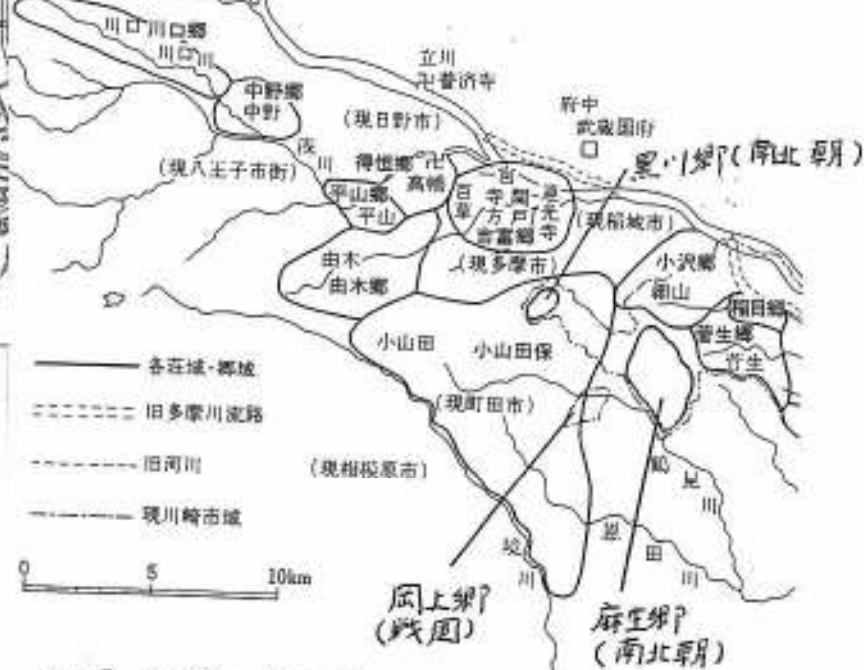 川口 川口郷
川口川
中野郷
中野
立川
卍普済寺
府中
武蔵国府
(現日野市)
黒川郷(南北朝)
(現八王子市街)
浅川
得恒郷
卍
高幡
平山郷
平山
百草
一宮
寺方
関戸
吉富郷
(現稲城市)
由木
由木郷
(現多摩市)
小沢郷
細山
稲目郷
菅生郷
菅生
小山田
小山田保
(現町田市)
各荘域・郷域
旧多摩川流路
旧河川
現川崎市域
(現相模原市)
鶴見川
恩田川
境川
0 5 10km
岡上郷
(戦国)
麻生郷
(南北朝)